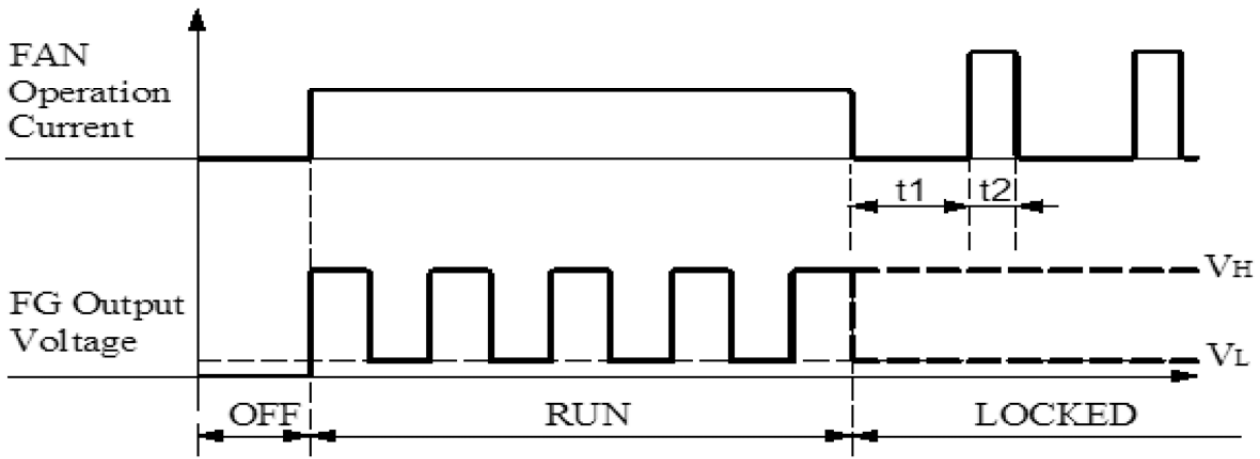 FAN
Operation
Current
t1
t2
FG Output
Voltage
VH
VL
OFF
RUN
LOCKED